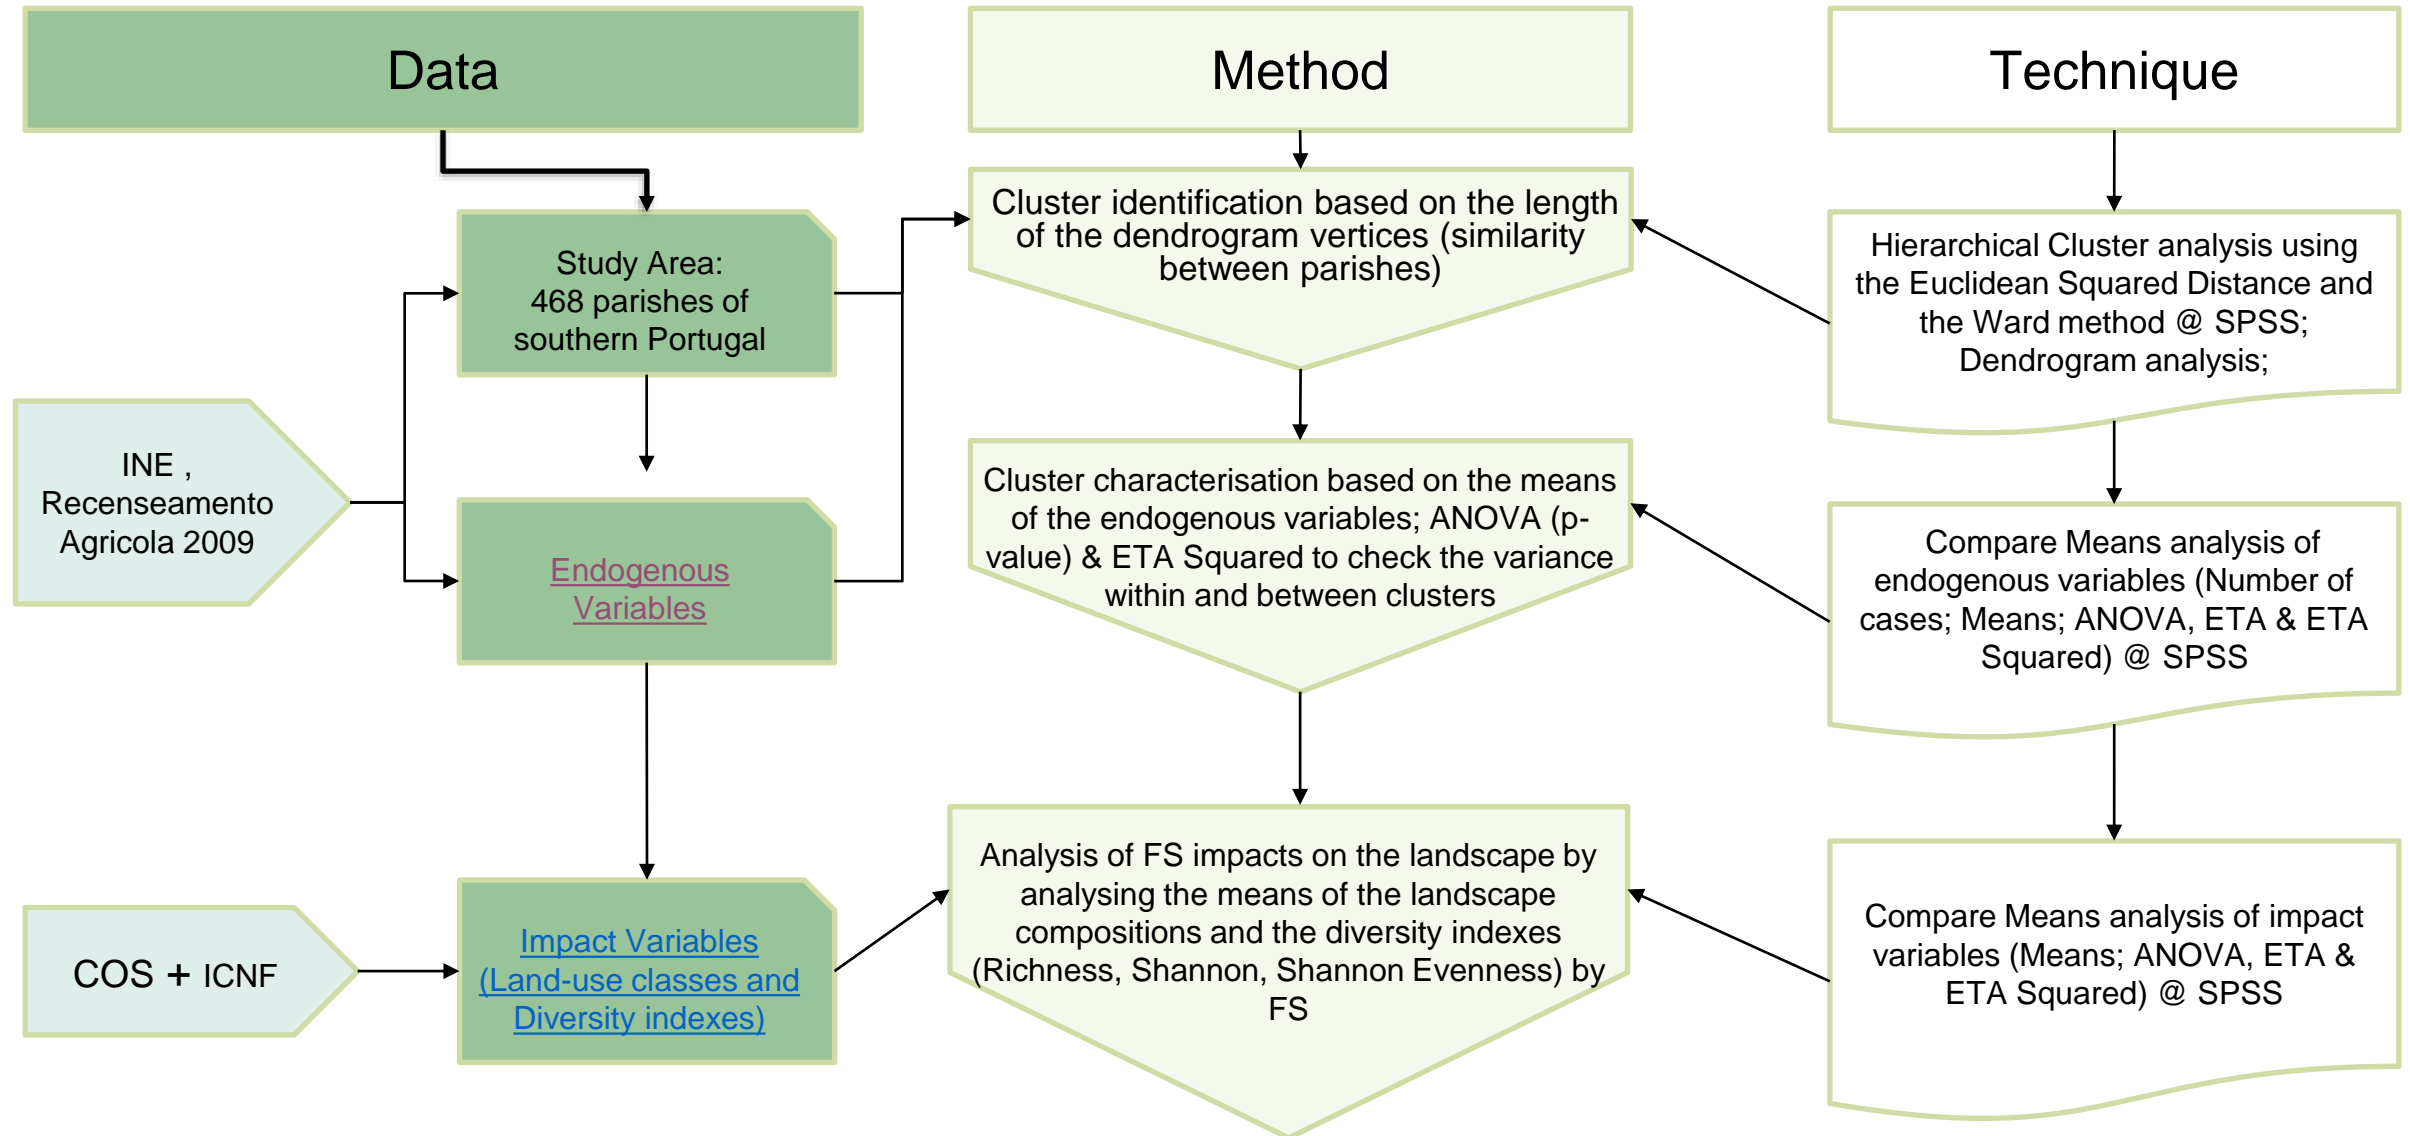 Data
Method
Technique
Study Area:
468 parishes of
southern Portugal
INE ,
Recenseamento
Agricola 2009
Endogenous
Variables
COS + ICNF
Impact Variables
(Land-use classes and
Diversity indexes)
Cluster identification based on the length
of the dendrogram vertices (similarity
between parishes)
Cluster characterisation based on the means
of the endogenous variables; ANOVA (p-
value) & ETA Squared to check the variance
within and between clusters
Analysis of FS impacts on the landscape by
analysing the means of the landscape
compositions and the diversity indexes
(Richness, Shannon, Shannon Evenness) by
FS
Hierarchical Cluster analysis using
the Euclidean Squared Distance and
the Ward method @ SPSS;
Dendrogram analysis;
Compare Means analysis of
endogenous variables (Number of
cases; Means; ANOVA, ETA & ETA
Squared) @ SPSS
Compare Means analysis of impact
variables (Means; ANOVA, ETA &
ETA Squared) @ SPSS